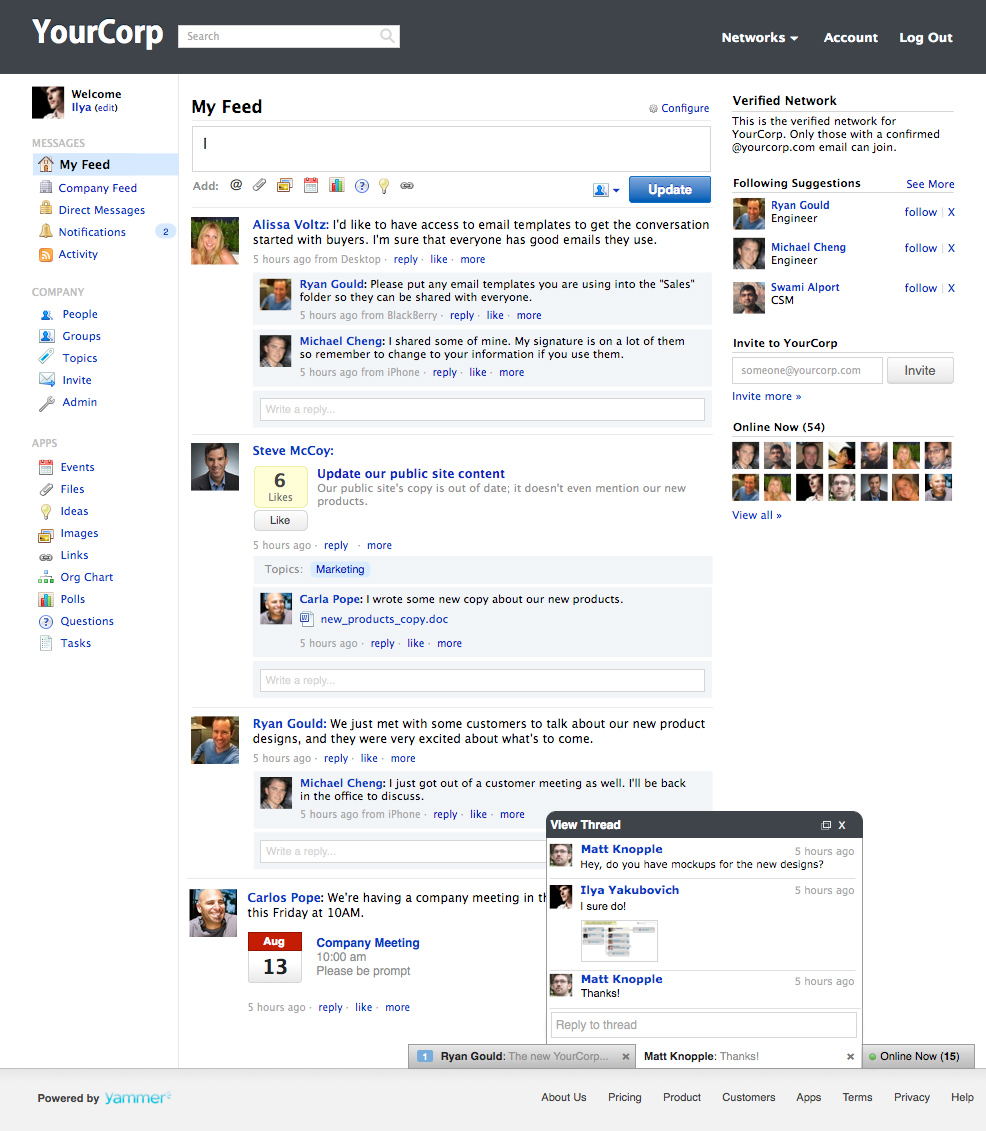 YourCorp
Search
Networks
Account
Log Out
Welcome
Ilya (edit)
MESSAGES
My Feed
Company Feed
Direct Messages
Notifications 2
Activity
COMPANY
People
Groups
Topics
Invite
Admin
APPS
Events
Files
Ideas
Images
Links
Org Chart
Polls
Questions
Tasks
My Feed
Configure
Add: @
Update
Alissa Voltz: I'd like to have access to email templates to get the conversation
started with buyers. I'm sure that everyone has good emails they use.
5 hours ago from Desktop · reply · like · more
Ryan Gould: Please put any email templates you are using into the "Sales"
folder so they can be shared with everyone.
5 hours ago from BlackBerry · reply · like · more
Michael Cheng: I shared some of mine. My signature is on a lot of them
so remember to change to your information if you use them.
5 hours ago from iPhone · reply · like · more
Write a reply...
Steve McCoy:
6
Likes
Like
Update our public site content
Our public site's copy is out of date; it doesn't even mention our new
products.
5 hours ago · reply · more
Topics: Marketing
Carla Pope: I wrote some new copy about our new products.
new_products_copy.doc
5 hours ago · reply · like · more
Write a reply...
Ryan Gould: We just met with some customers to talk about our new product
designs, and they were very excited about what's to come.
5 hours ago · reply · like · more
Michael Cheng: I just got out of a customer meeting as well. I'll be back
in the office to discuss.
5 hours ago from iPhone · reply · like · more
Write a reply...
Carlos Pope: We're having a company meeting in th
this Friday at 10AM.
Aug
13
Company Meeting
10:00 am
Please be prompt
5 hours ago · reply · like · more
Verified Network
This is the verified network for
YourCorp. Only those with a confirmed
@yourcorp.com email can join.
Following Suggestions See More
Ryan Gould
Engineer
follow | X
Michael Cheng
Engineer
follow | X
Swami Alport
CSM
follow | X
Invite to YourCorp
someone@yourcorp.com Invite
Invite more »
Online Now (54)
View all »
View Thread X
Matt Knopple 5 hours ago
Hey, do you have mockups for the new designs?
Ilya Yakubovich 5 hours ago
I sure do!
Matt Knopple 5 hours ago
Thanks!
Reply to thread
1 Ryan Gould: The new YourCorp... ×
Matt Knopple: Thanks! ×
Online Now (15)
Powered by yammer
About Us
Pricing
Product
Customers
Apps
Terms
Privacy
Help